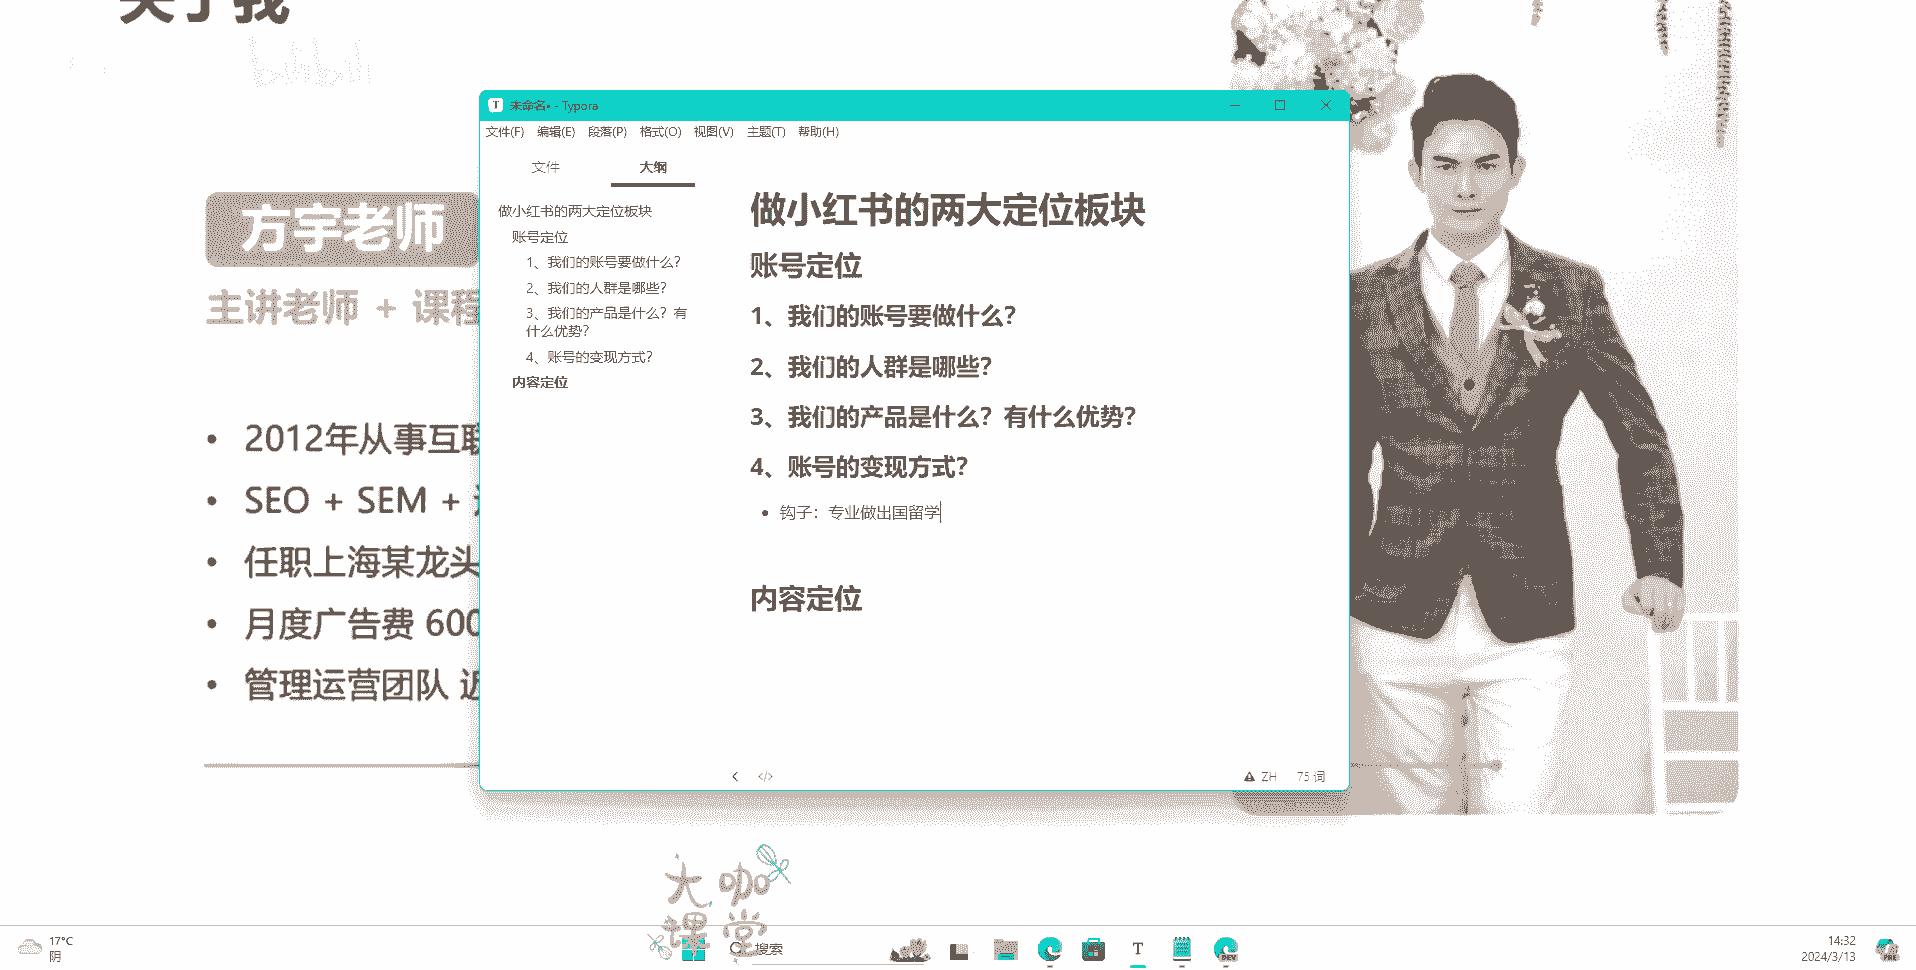 关于我
bilibili
方宇老师
主讲老师 + 课程
• 2012年从事互联
• SEO + SEM +
• 任职上海某龙头
• 月度广告费 600
• 管理运营团队
未命名• - Typora
文件(F) 编辑(E) 段落(P) 格式(O) 视图(V) 主题(T) 帮助(H)
文件 大纲
做小红书的两大定位板块
账号定位
1、我们的账号要做什么?
2、我们的人群是哪些?
3、我们的产品是什么? 有
什么优势?
4、账号的变现方式?
内容定位
做小红书的两大定位板块
账号定位
1、我们的账号要做什么?
2、我们的人群是哪些?
3、我们的产品是什么? 有什么优势?
4、账号的变现方式?
• 钩子：专业做出国留学
内容定位
ZH 75 词
大咖
课堂
17°C
阴
搜索
DEV
14:32
2024/3/13
PRE